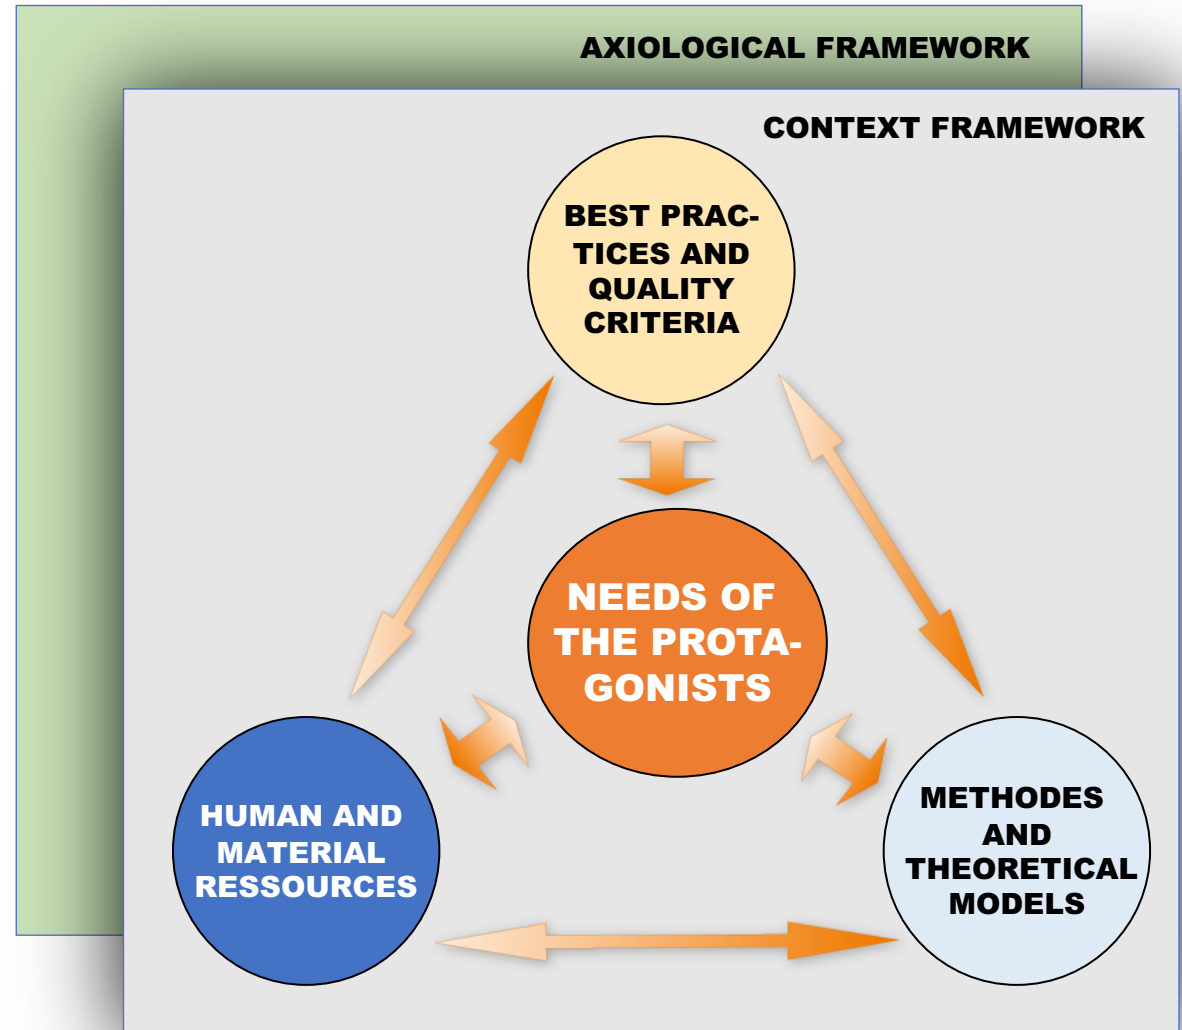 AXIOLOGICAL FRAMEWORK
CONTEXT FRAMEWORK
BEST PRAC-
TICES AND
QUALITY
CRITERIA
NEEDS OF
THE PROTA-
GONISTS
HUMAN AND
MATERIAL
RESSOURCES
METHODES
AND
THEORETICAL
MODELS